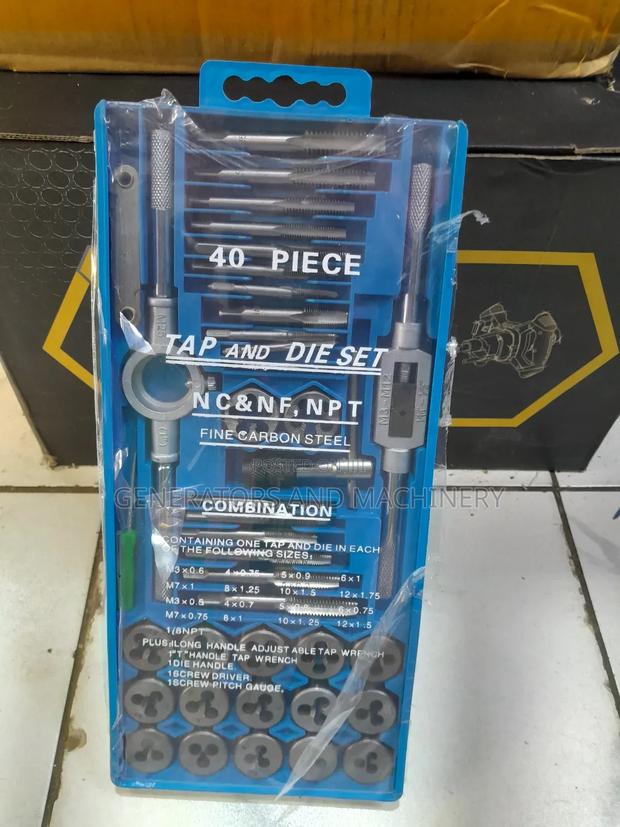 40 PIECE
TAP AND DIE SET
NC&NF, NPT
FINE CARBON STEEL
GENERATORS AND MACHINERY
COMBINATION
CONTAINING ONE TAP AND DIE IN EACH
OF THE FOLLOWING SIZES;
M3×0.6 4×0.75 5×0.9 6×1
M7×1 8×1.25 10×1.5 12×1.75
M3×0.5 4×0.7 6×0.75
M7×0.75 8×1 10×1.25 12×1.5
1/8NPT
PLUS:1LONG HANDLE ADJUSTABLE TAP WRENCH
1"T"HANDLE TAP WRENCH
1DIE HANDLE.
1SCREW DRIVER.
1SCREW PITCH GAUGE.
M3-M12